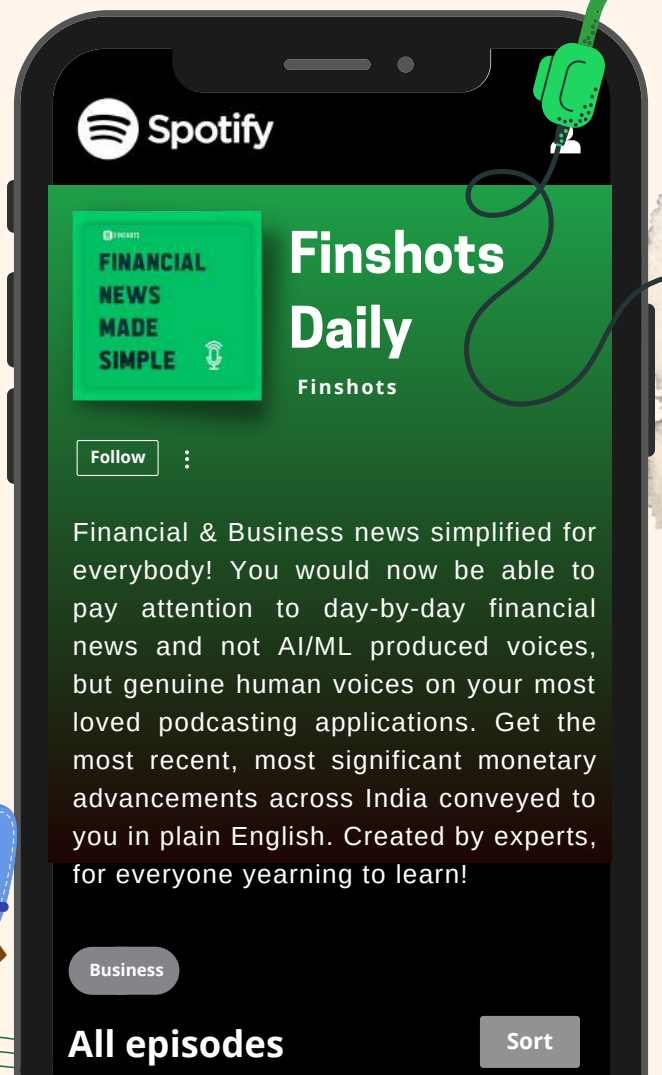 Spotify
FINSHOTS
FINANCIAL
NEWS
MADE
SIMPLE
Finshots
Daily
Finshots
Follow
Financial & Business news simplified for
everybody! You would now be able to
pay attention to day-by-day financial
news and not AI/ML produced voices,
but genuine human voices on your most
loved podcasting applications. Get the
most recent, most significant monetary
advancements across India conveyed to
you in plain English. Created by experts,
for everyone yearning to learn!
Business
All episodes
Sort